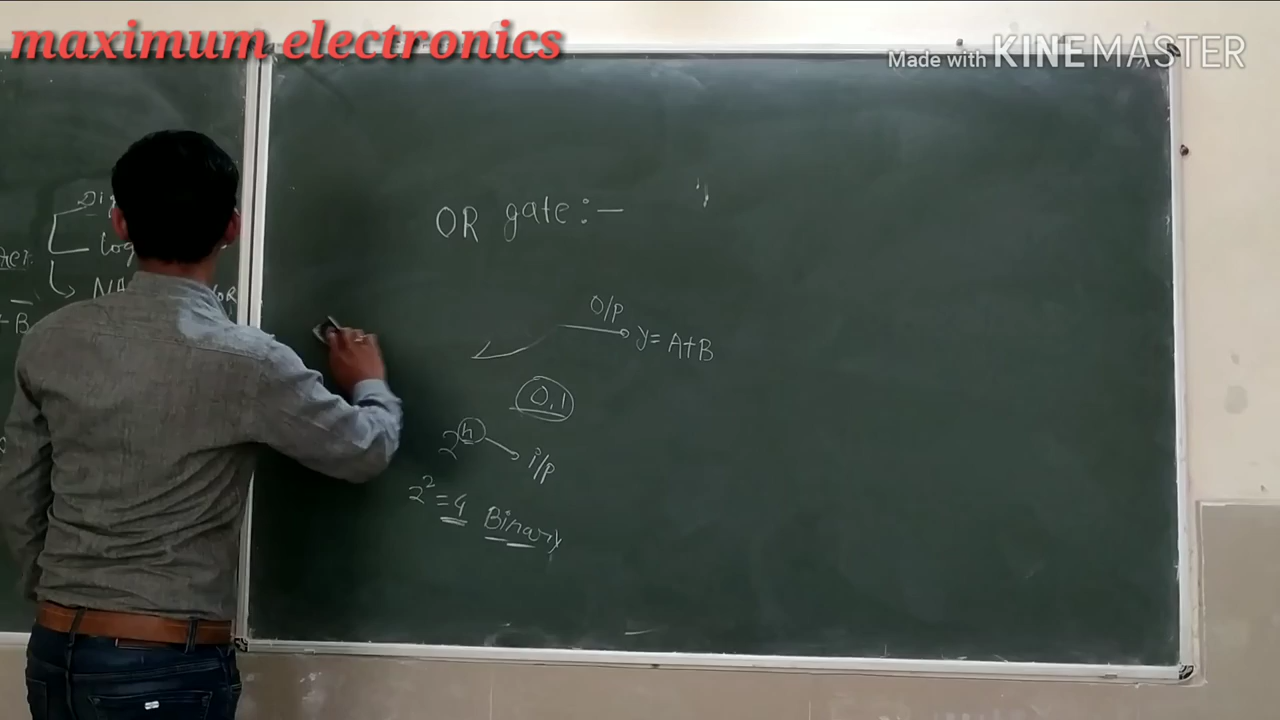 maximum electronics
Made with KINEMASTER
OR gate :-
O/P
y = A+B
0,1
2^n
i/p
2^2 = 4 Binary